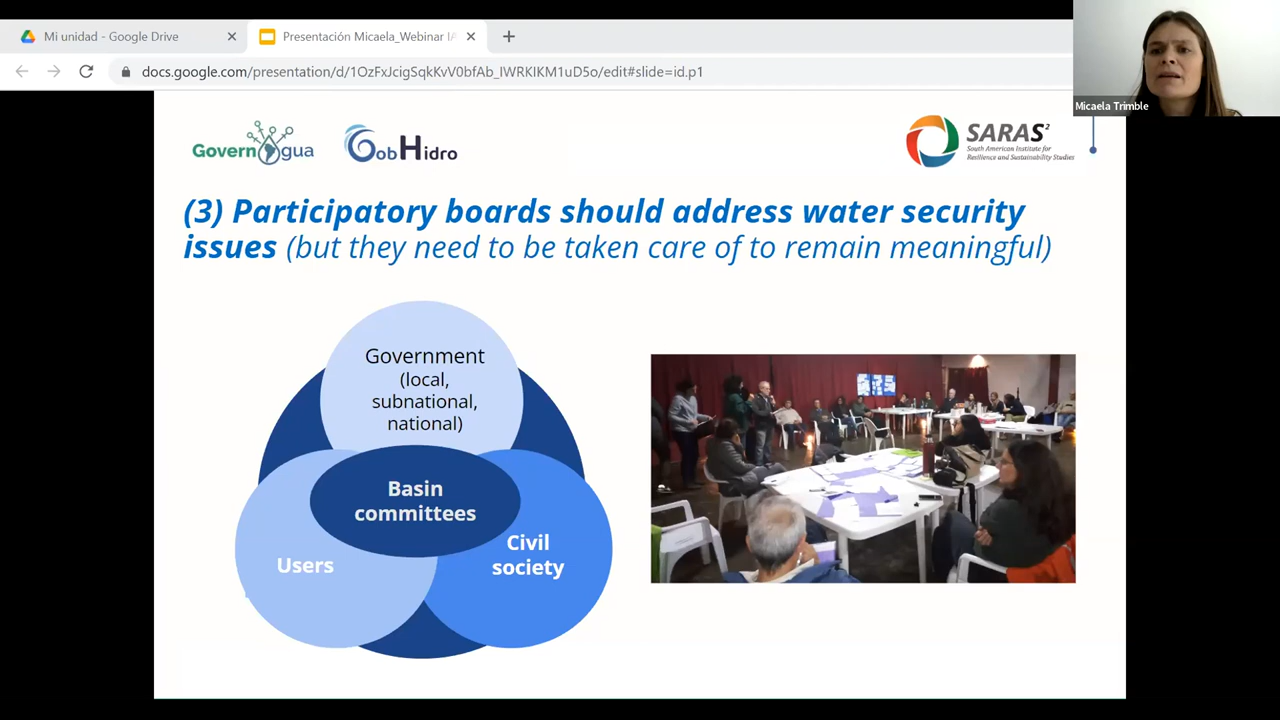 Mi unidad - Google Drive
Presentación Micaela_Webinar IA
docs.google.com/presentation/d/1OzFxJcigSqkKvV0bfAb_IWRKIKM1uD5o/edit#slide=id.p1
Micaela Trimble
GovernAgua
GobHidro
SARAS²
South American Institute for
Resilience and Sustainability Studies
(3) Participatory boards should address water security
issues (but they need to be taken care of to remain meaningful)
Government
(local,
subnational,
national)
Basin
committees
Users
Civil
society